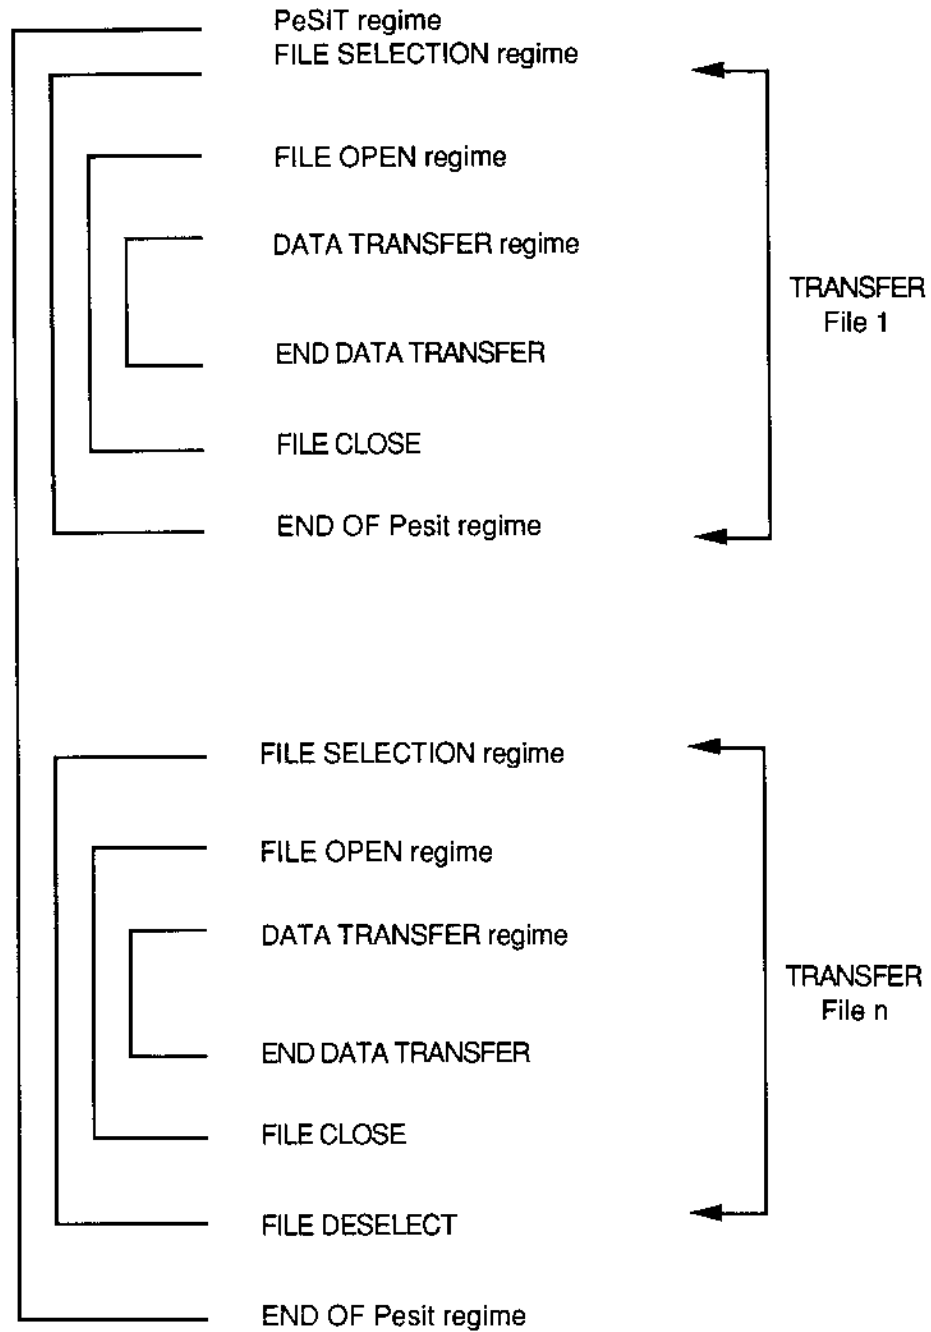 PeSIT regime
FILE SELECTION regime
FILE OPEN regime
DATA TRANSFER regime
TRANSFER
File 1
END DATA TRANSFER
FILE CLOSE
END OF Pesit regime
FILE SELECTION regime
FILE OPEN regime
DATA TRANSFER regime
TRANSFER
File n
END DATA TRANSFER
FILE CLOSE
FILE DESELECT
END OF Pesit regime